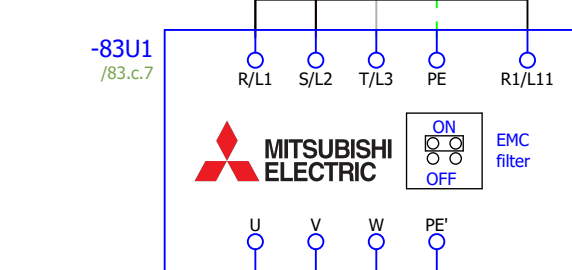 -83U1
/83.c.7
R/L1 S/L2 T/L3 PE R1/L11
MITSUBISHI
ELECTRIC
ON
OFF
EMC
filter
U V W PE'